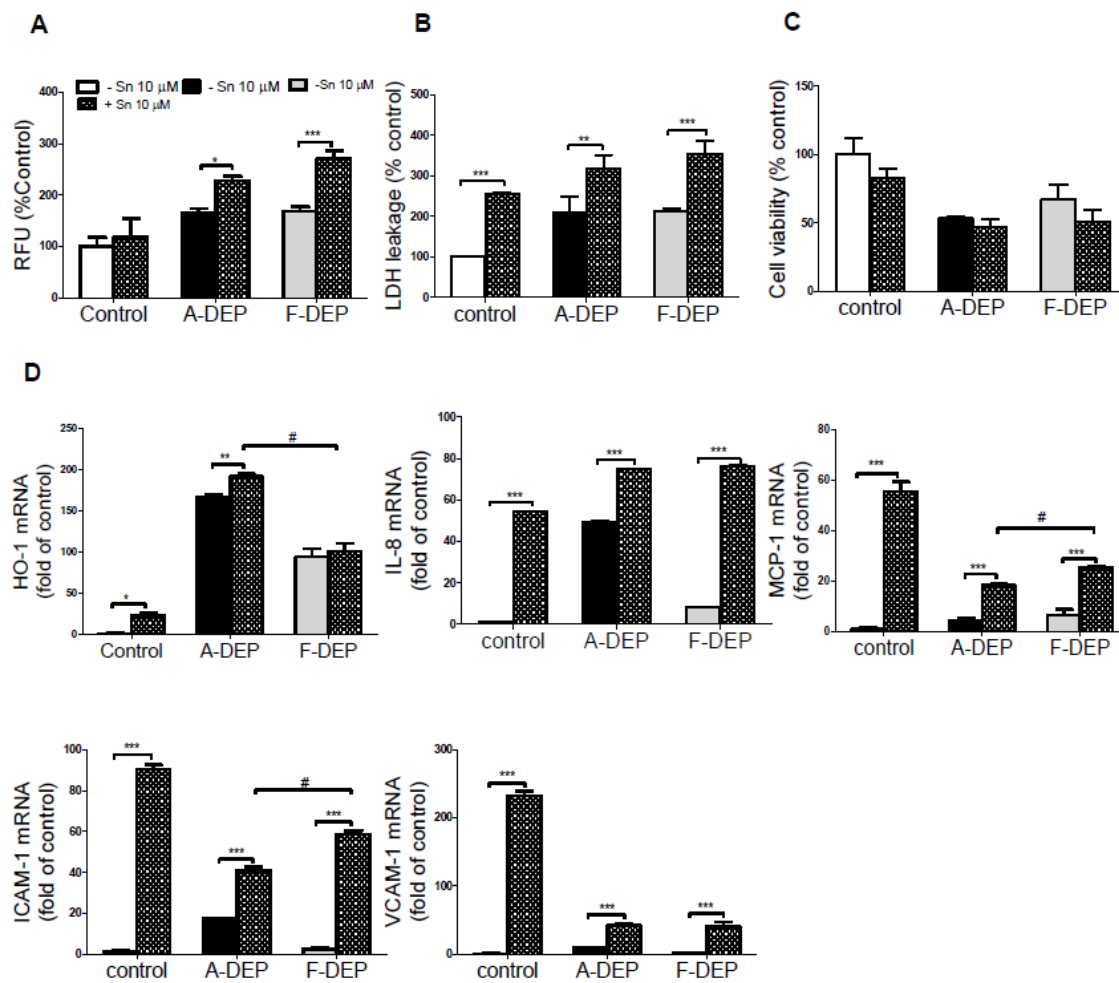 A
B
C
- Sn 10 µM
- Sn 10 µM
-Sn 10 µM
+ Sn 10 µM
RFU (%Control)
400
300
200
100
0
*
***
Control
A-DEP
F-DEP
LDH leakage (% control)
500
400
300
200
100
0
***
**
***
control
A-DEP
F-DEP
Cell viability (% control)
150
100
50
0
control
A-DEP
F-DEP
D
HO-1 mRNA
(fold of control)
250
200
150
100
50
0
*
**
#
Control
A-DEP
F-DEP
IL-8 mRNA
(fold of control)
100
80
60
40
20
0
***
***
***
control
A-DEP
F-DEP
MCP-1 mRNA
(fold of control)
80
60
40
20
0
***
***
#
***
control
A-DEP
F-DEP
ICAM-1 mRNA
(fold of control)
100
80
60
40
20
0
***
***
#
***
control
A-DEP
F-DEP
VCAM-1 mRNA
(fold of control)
300
200
100
0
***
***
***
control
A-DEP
F-DEP